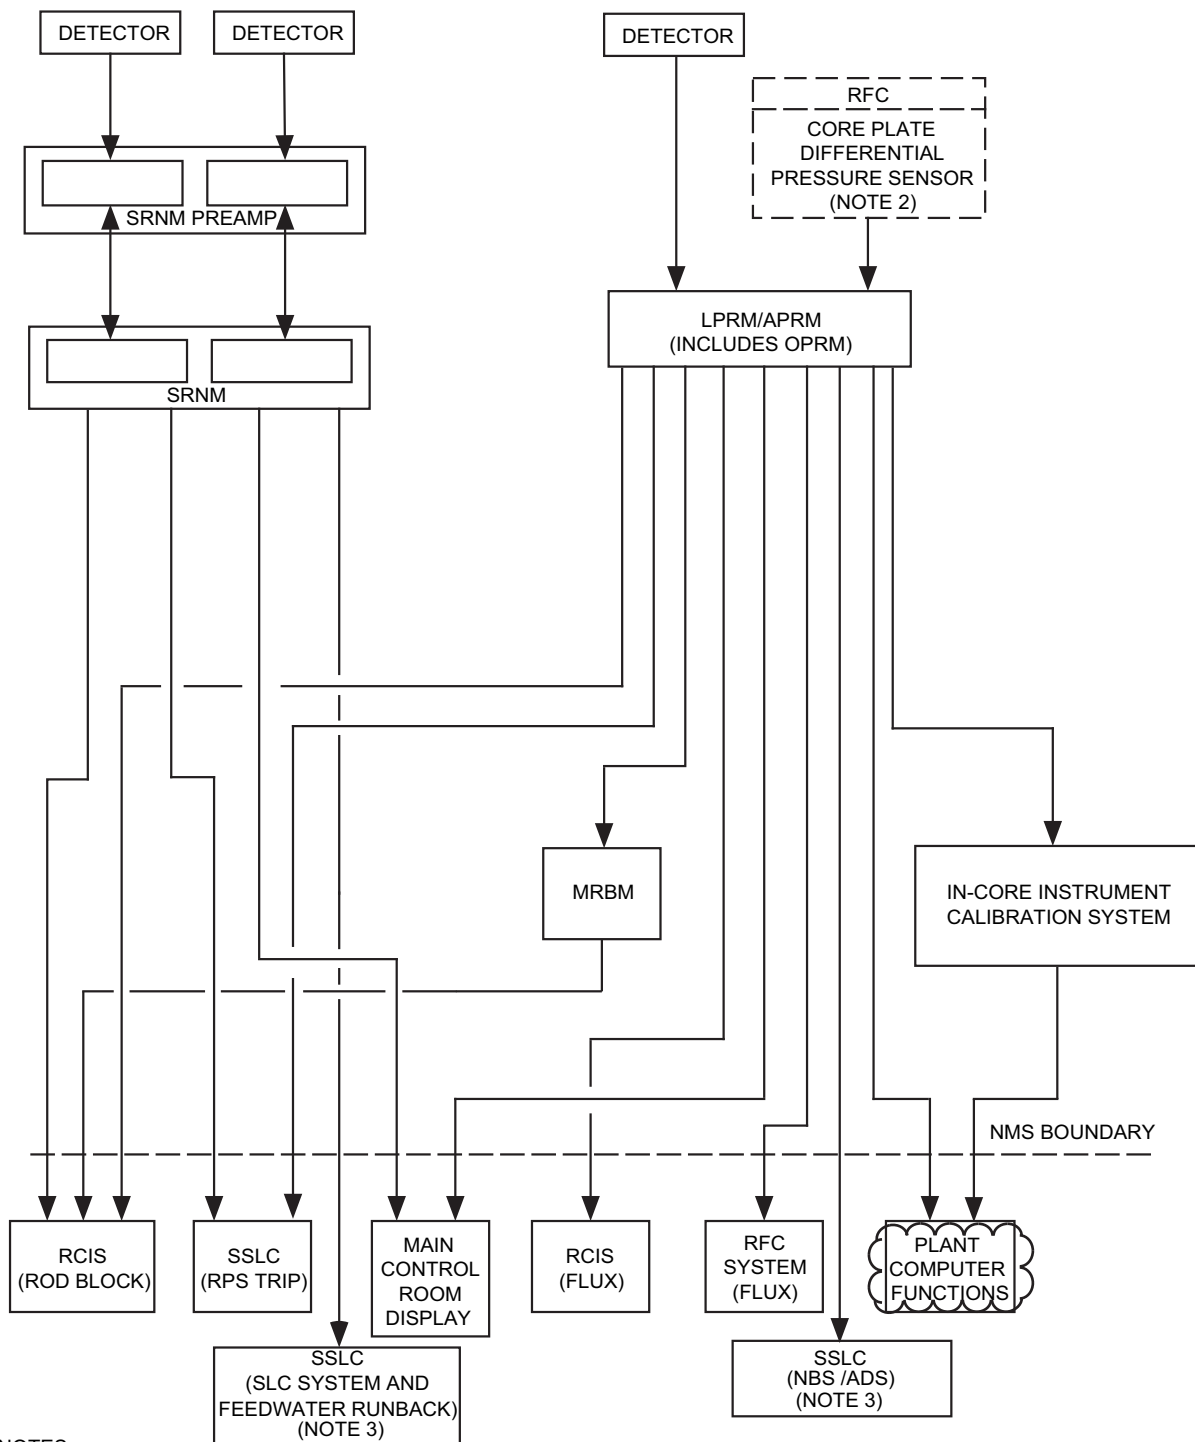 DETECTOR
DETECTOR
DETECTOR
RFC
CORE PLATE
DIFFERENTIAL
PRESSURE SENSOR
(NOTE 2)
SRNM PREAMP
LPRM/APRM
(INCLUDES OPRM)
SRNM
MRBM
IN-CORE INSTRUMENT
CALIBRATION SYSTEM
NMS BOUNDARY
RCIS
(ROD BLOCK)
SSLC
(RPS TRIP)
MAIN
CONTROL
ROOM
DISPLAY
RCIS
(FLUX)
RFC
SYSTEM
(FLUX)
PLANT
COMPUTER
FUNCTIONS
SSLC
(SLC SYSTEM AND
FEEDWATER RUNBACK)
(NOTE 3)
SSLC
(NBS /ADS)
(NOTE 3)